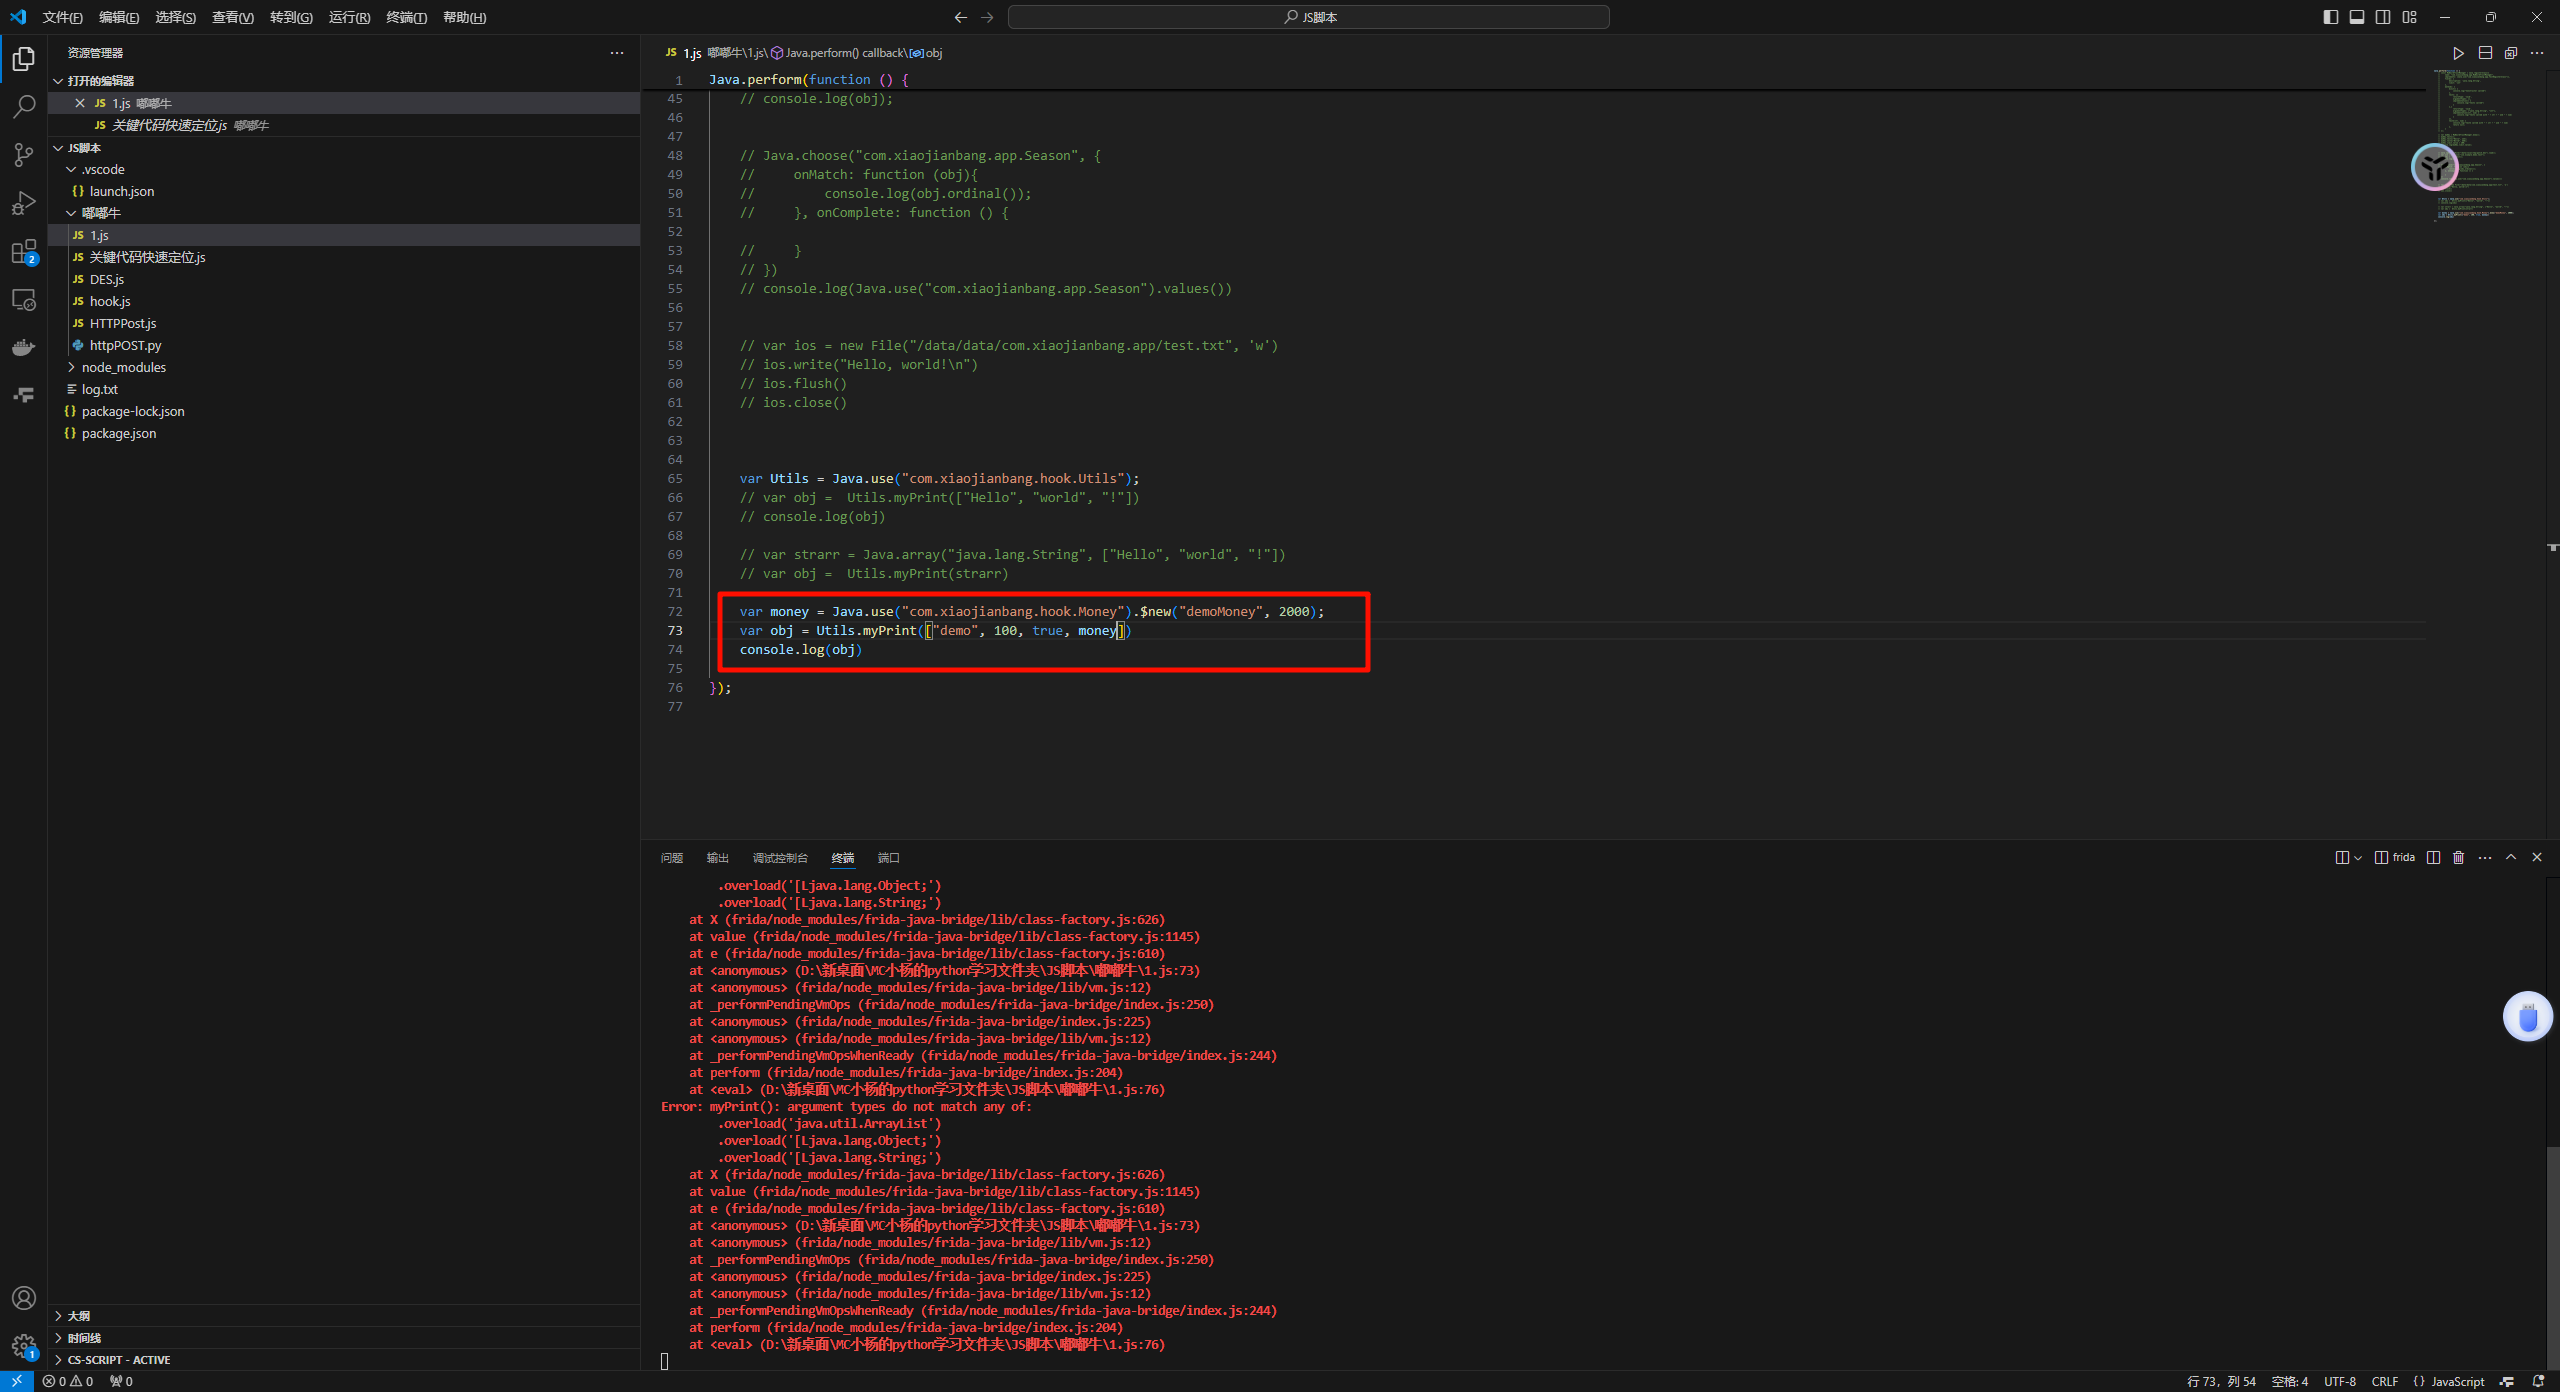 文件(F) 编辑(E) 选择(S) 查看(V) 转到(G) 运行(R) 终端(T) 帮助(H)
JS脚本
资源管理器
打开的编辑器
JS 1.js 嘟嘟牛
JS 关键代码快速定位.js 嘟嘟牛
JS脚本
.vscode
{} launch.json
嘟嘟牛
JS 1.js
JS 关键代码快速定位.js
JS DES.js
JS hook.js
JS HTTPPost.js
httpPOST.py
node_modules
log.txt
{} package-lock.json
{} package.json
2
1
大纲
时间线
CS-SCRIPT - ACTIVE
JS 1.js 嘟嘟牛\1.js\Java.perform() callback\obj
1 Java.perform(function () {
45 // console.log(obj);
46
47
48 // Java.choose("com.xiaojianbang.app.Season", {
49 //     onMatch: function (obj){
50 //         console.log(obj.ordinal());
51 //     }, onComplete: function () {
52
53 //     }
54 // })
55 // console.log(Java.use("com.xiaojianbang.app.Season").values())
56
57
58 // var ios = new File("/data/data/com.xiaojianbang.app/test.txt", 'w')
59 // ios.write("Hello, world!\n")
60 // ios.flush()
61 // ios.close()
62
63
64
65 var Utils = Java.use("com.xiaojianbang.hook.Utils");
66 // var obj =  Utils.myPrint(["Hello", "world", "!"])
67 // console.log(obj)
68
69 // var strarr = Java.array("java.lang.String", ["Hello", "world", "!"])
70 // var obj =  Utils.myPrint(strarr)
71
72 var money = Java.use("com.xiaojianbang.hook.Money").$new("demoMoney", 2000);
73 var obj = Utils.myPrint(["demo", 100, true, money])
74 console.log(obj)
75
76 });
77
问题 输出 调试控制台 终端 端口
frida
.overload('[Ljava.lang.Object;')
.overload('[Ljava.lang.String;')
at X (frida/node_modules/frida-java-bridge/lib/class-factory.js:626)
at value (frida/node_modules/frida-java-bridge/lib/class-factory.js:1145)
at e (frida/node_modules/frida-java-bridge/lib/class-factory.js:610)
at <anonymous> (D:\新桌面\MC小杨的python学习文件夹\JS脚本\嘟嘟牛\1.js:73)
at <anonymous> (frida/node_modules/frida-java-bridge/lib/vm.js:12)
at _performPendingVmOps (frida/node_modules/frida-java-bridge/index.js:250)
at <anonymous> (frida/node_modules/frida-java-bridge/index.js:225)
at <anonymous> (frida/node_modules/frida-java-bridge/lib/vm.js:12)
at _performPendingVmOpsWhenReady (frida/node_modules/frida-java-bridge/index.js:244)
at perform (frida/node_modules/frida-java-bridge/index.js:204)
at <eval> (D:\新桌面\MC小杨的python学习文件夹\JS脚本\嘟嘟牛\1.js:76)
Error: myPrint(): argument types do not match any of:
.overload('java.util.ArrayList')
.overload('[Ljava.lang.Object;')
.overload('[Ljava.lang.String;')
at X (frida/node_modules/frida-java-bridge/lib/class-factory.js:626)
at value (frida/node_modules/frida-java-bridge/lib/class-factory.js:1145)
at e (frida/node_modules/frida-java-bridge/lib/class-factory.js:610)
at <anonymous> (D:\新桌面\MC小杨的python学习文件夹\JS脚本\嘟嘟牛\1.js:73)
at <anonymous> (frida/node_modules/frida-java-bridge/lib/vm.js:12)
at _performPendingVmOps (frida/node_modules/frida-java-bridge/index.js:250)
at <anonymous> (frida/node_modules/frida-java-bridge/index.js:225)
at <anonymous> (frida/node_modules/frida-java-bridge/lib/vm.js:12)
at _performPendingVmOpsWhenReady (frida/node_modules/frida-java-bridge/index.js:244)
at perform (frida/node_modules/frida-java-bridge/index.js:204)
at <eval> (D:\新桌面\MC小杨的python学习文件夹\JS脚本\嘟嘟牛\1.js:76)
0 0 0
行 73, 列 54 空格: 4 UTF-8 CRLF {} JavaScript